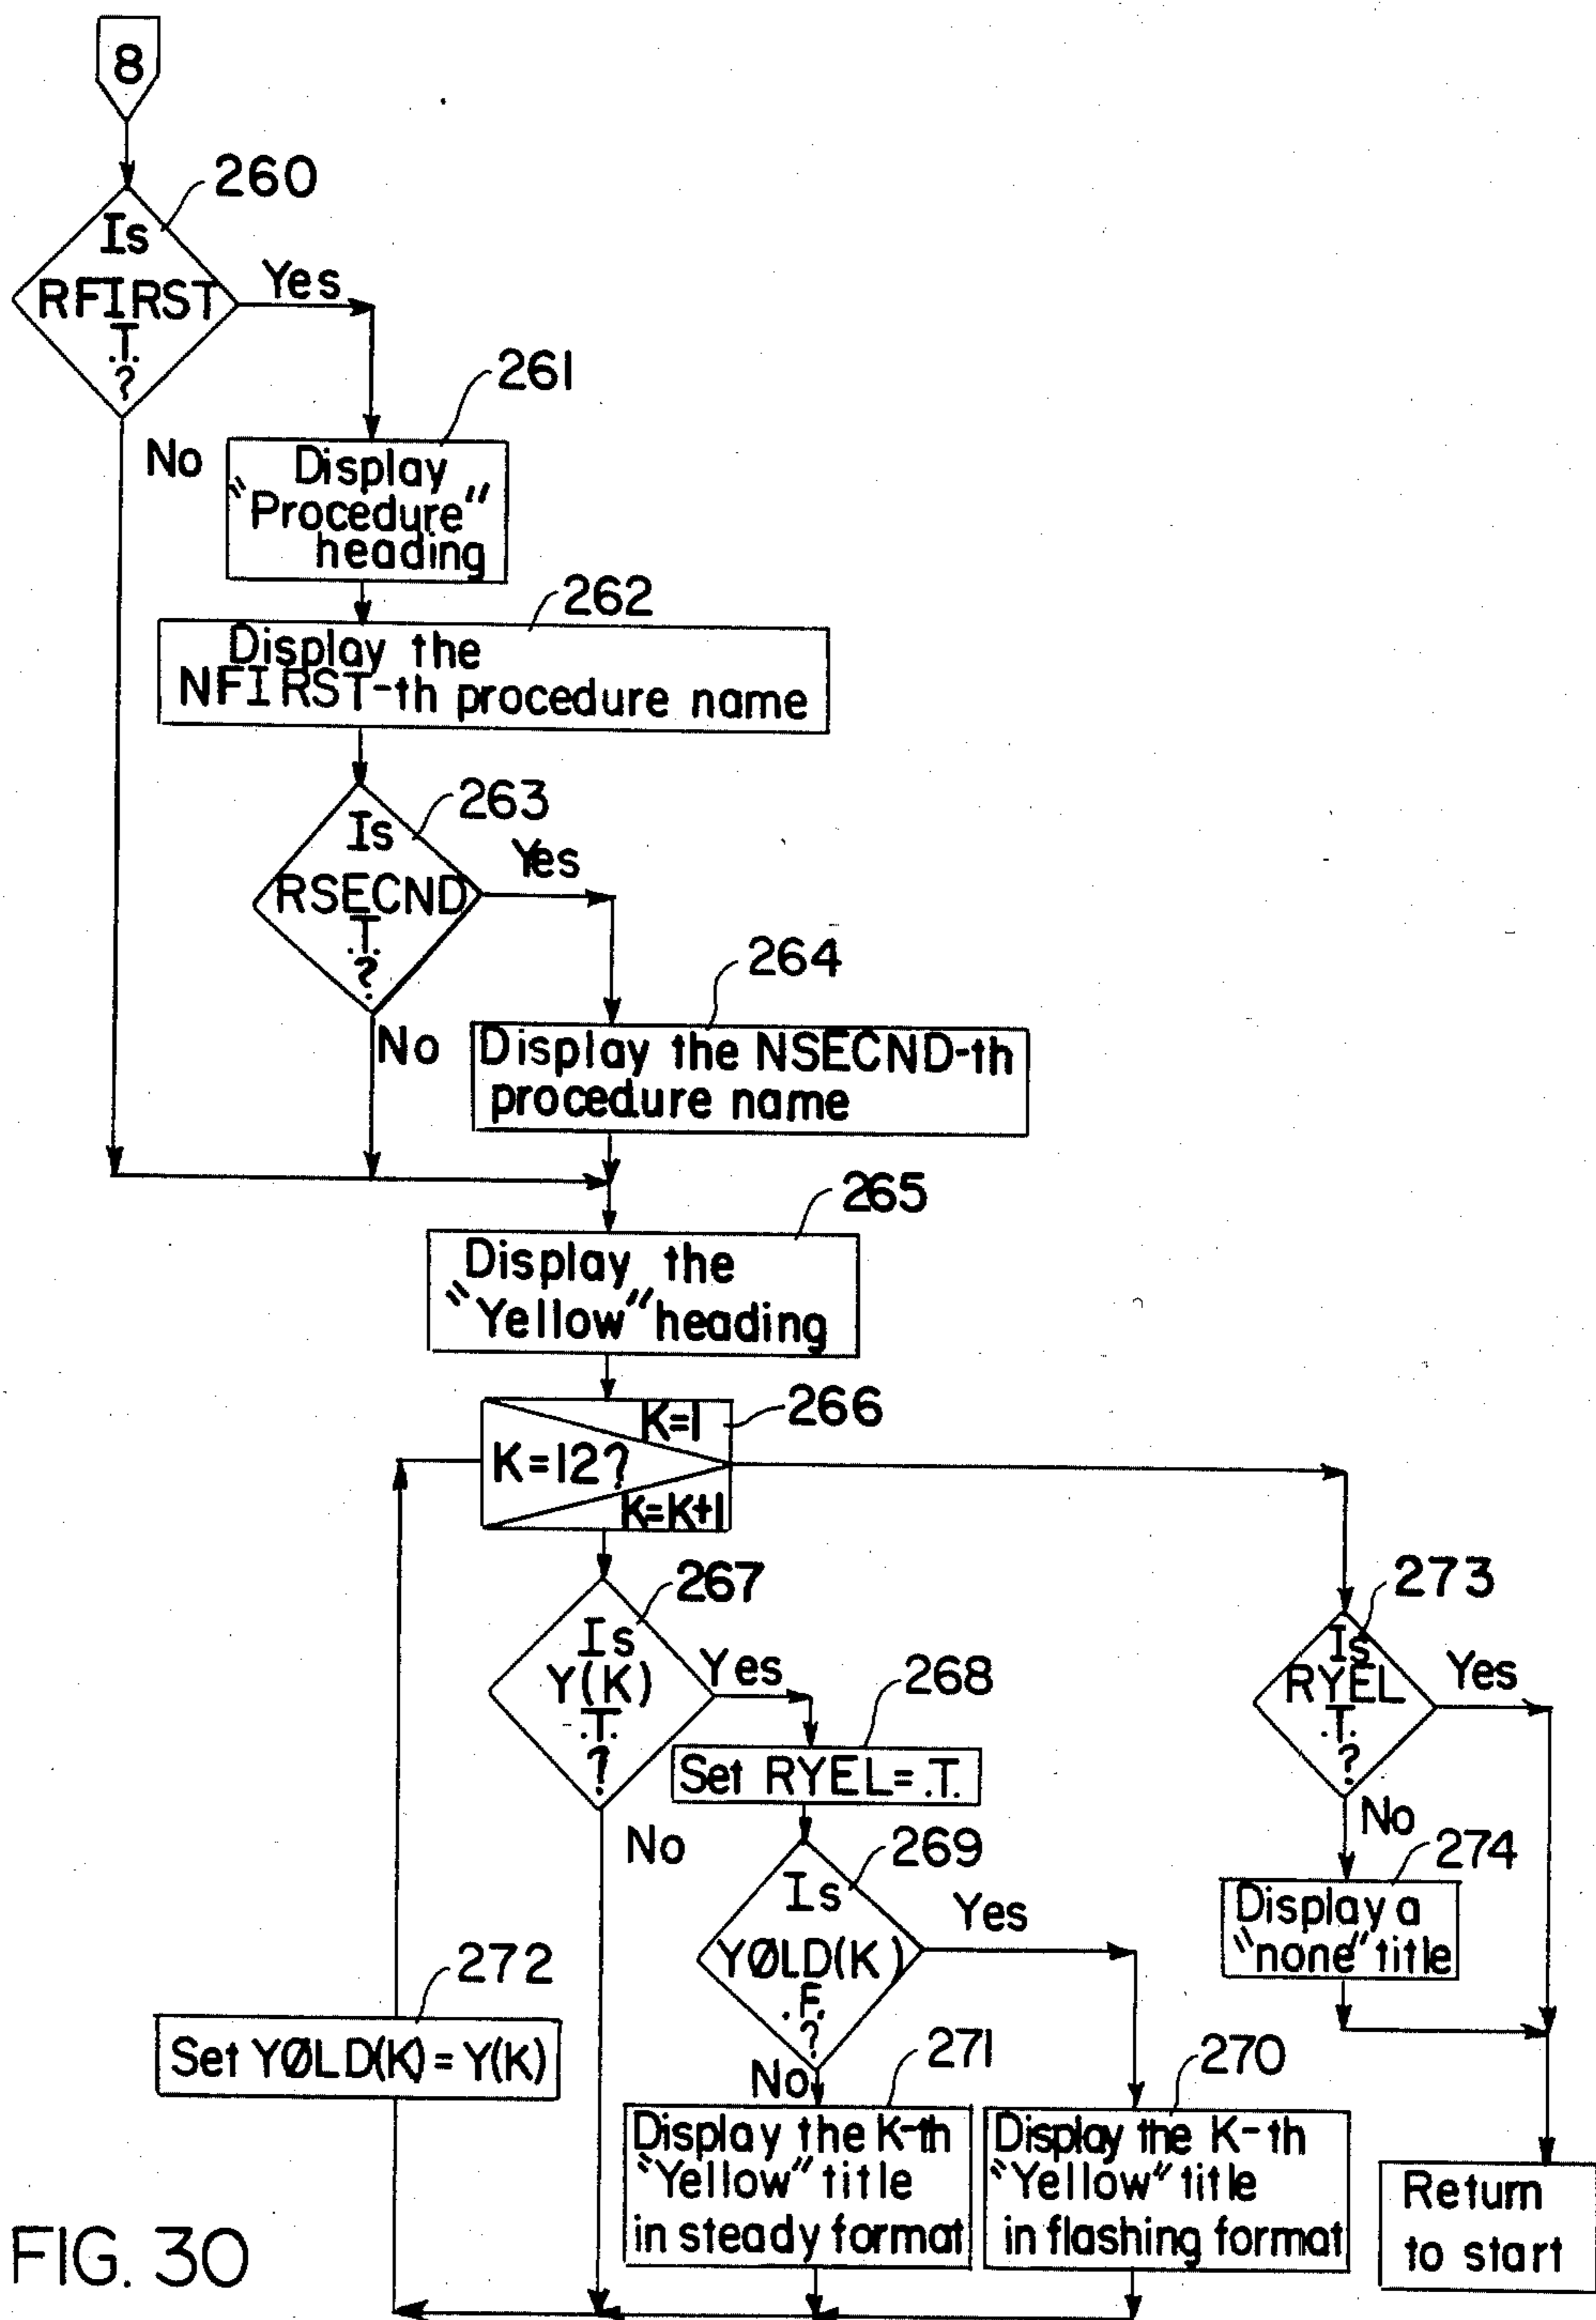 8
260
Is
RFIRST
.T.
?
Yes
No
261
Display
"Procedure"
heading
262
Display the
NFIRST-th procedure name
263
Is
RSECND
.T.
?
Yes
No
264
Display the NSECND-th
procedure name
265
Display the
"Yellow" heading
266
K=1
K=12?
K=K+1
267
Is
Y(K)
.T.
?
Yes
No
268
Set RYEL= .T.
269
Is
YØLD(K)
.F.
?
Yes
No
270
Display the K-th
"Yellow" title
in flashing format
271
Display the K-th
"Yellow" title
in steady format
272
Set YØLD(K) = Y(K)
273
Is
RYEL
.T.
?
Yes
No
274
Display a
"none" title
Return
to start
FIG. 30